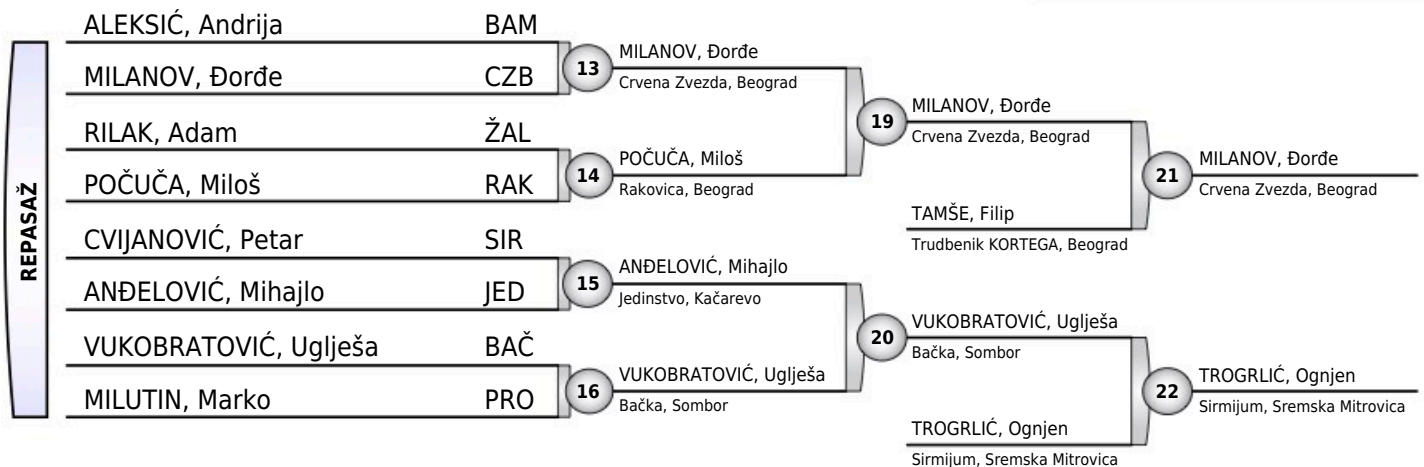 REPASAŽ
ALEKSIĆ, Andrija BAM
MILANOV, Đorđe CZB
RILAK, Adam ŽAL
POČUČA, Miloš RAK
CVIJANOVIĆ, Petar SIR
ANĐELOVIĆ, Mihajlo JED
VUKOBRATOVIĆ, Uglješa BAČ
MILUTIN, Marko PRO
13
MILANOV, Đorđe
Crvena Zvezda, Beograd
14
POČUČA, Miloš
Rakovica, Beograd
15
ANĐELOVIĆ, Mihajlo
Jedinstvo, Kačarevo
16
VUKOBRATOVIĆ, Uglješa
Bačka, Sombor
19
MILANOV, Đorđe
Crvena Zvezda, Beograd
TAMŠE, Filip
Trudbenik KORTEGA, Beograd
20
VUKOBRATOVIĆ, Uglješa
Bačka, Sombor
TROGRLIĆ, Ognjen
Sirmijum, Sremska Mitrovica
21
MILANOV, Đorđe
Crvena Zvezda, Beograd
22
TROGRLIĆ, Ognjen
Sirmijum, Sremska Mitrovica